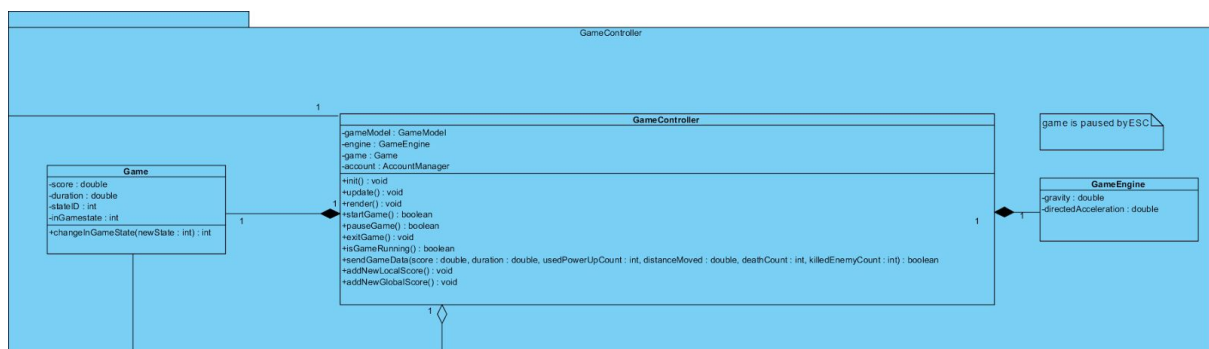 GameController
1
GameController
-gameModel : GameModel
-engine : GameEngine
-game : Game
-account : AccountManager
+init() : void
+update() : void
+render() : void
+startGame() : boolean
+pauseGame() : boolean
+exitGame() : void
+isGameRunning() : boolean
+sendGameData(score : double, duration : double, usedPowerUpCount : int, distanceMoved : double, deathCount : int, killedEnemyCount : int) : boolean
+addNewLocalScore() : void
+addNewGlobalScore() : void
game is paused by ESC
Game
-score : double
-duration : double
-stateID : int
-inGamestate : int
+changeInGameState(newState : int) : int
GameEngine
-gravity : double
-directedAcceleration : double
1
1
1
1
1